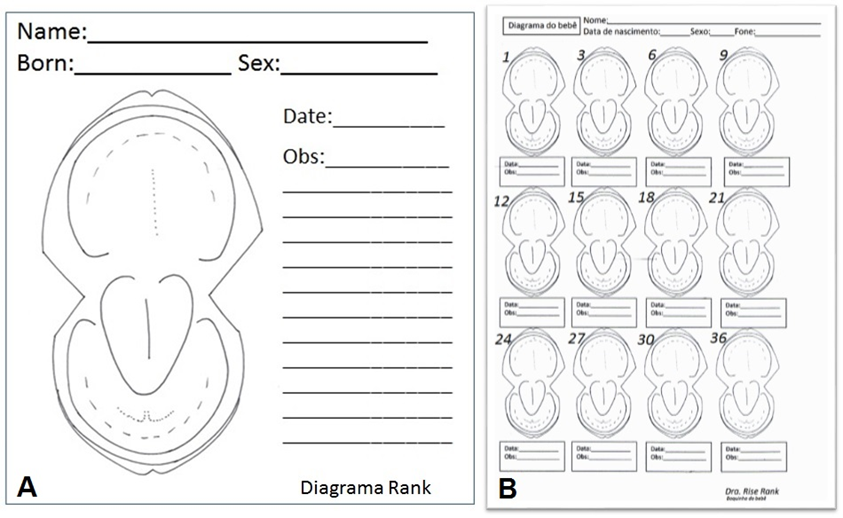 Name:
Born: Sex:
Date:
Obs:
Diagrama Rank
A
Diagrama do bebê
Nome:
Data de nascimento: Sexo: Fone:
1 3 6 9
Data: Data: Data: Data:
Obs: Obs: Obs: Obs:
12 15 18 21
Data: Data: Data: Data:
Obs: Obs: Obs: Obs:
24 27 30 36
Data: Data: Data: Data:
Obs: Obs: Obs: Obs:
Dra. Rise Rank
B